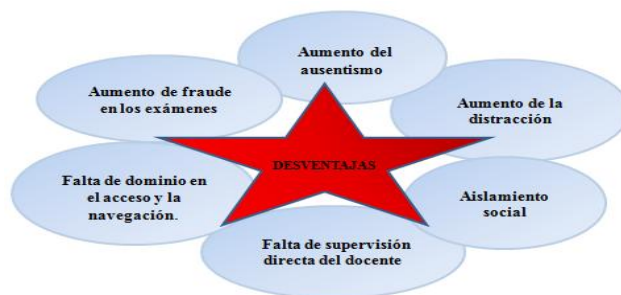 Aumento del
ausentismo
Aumento de fraude
en los exámenes
Aumento de la
distracción
DESVENTAJAS
Falta de dominio en
el acceso y la
navegación.
Aislamiento
social
Falta de supervisión
directa del docente